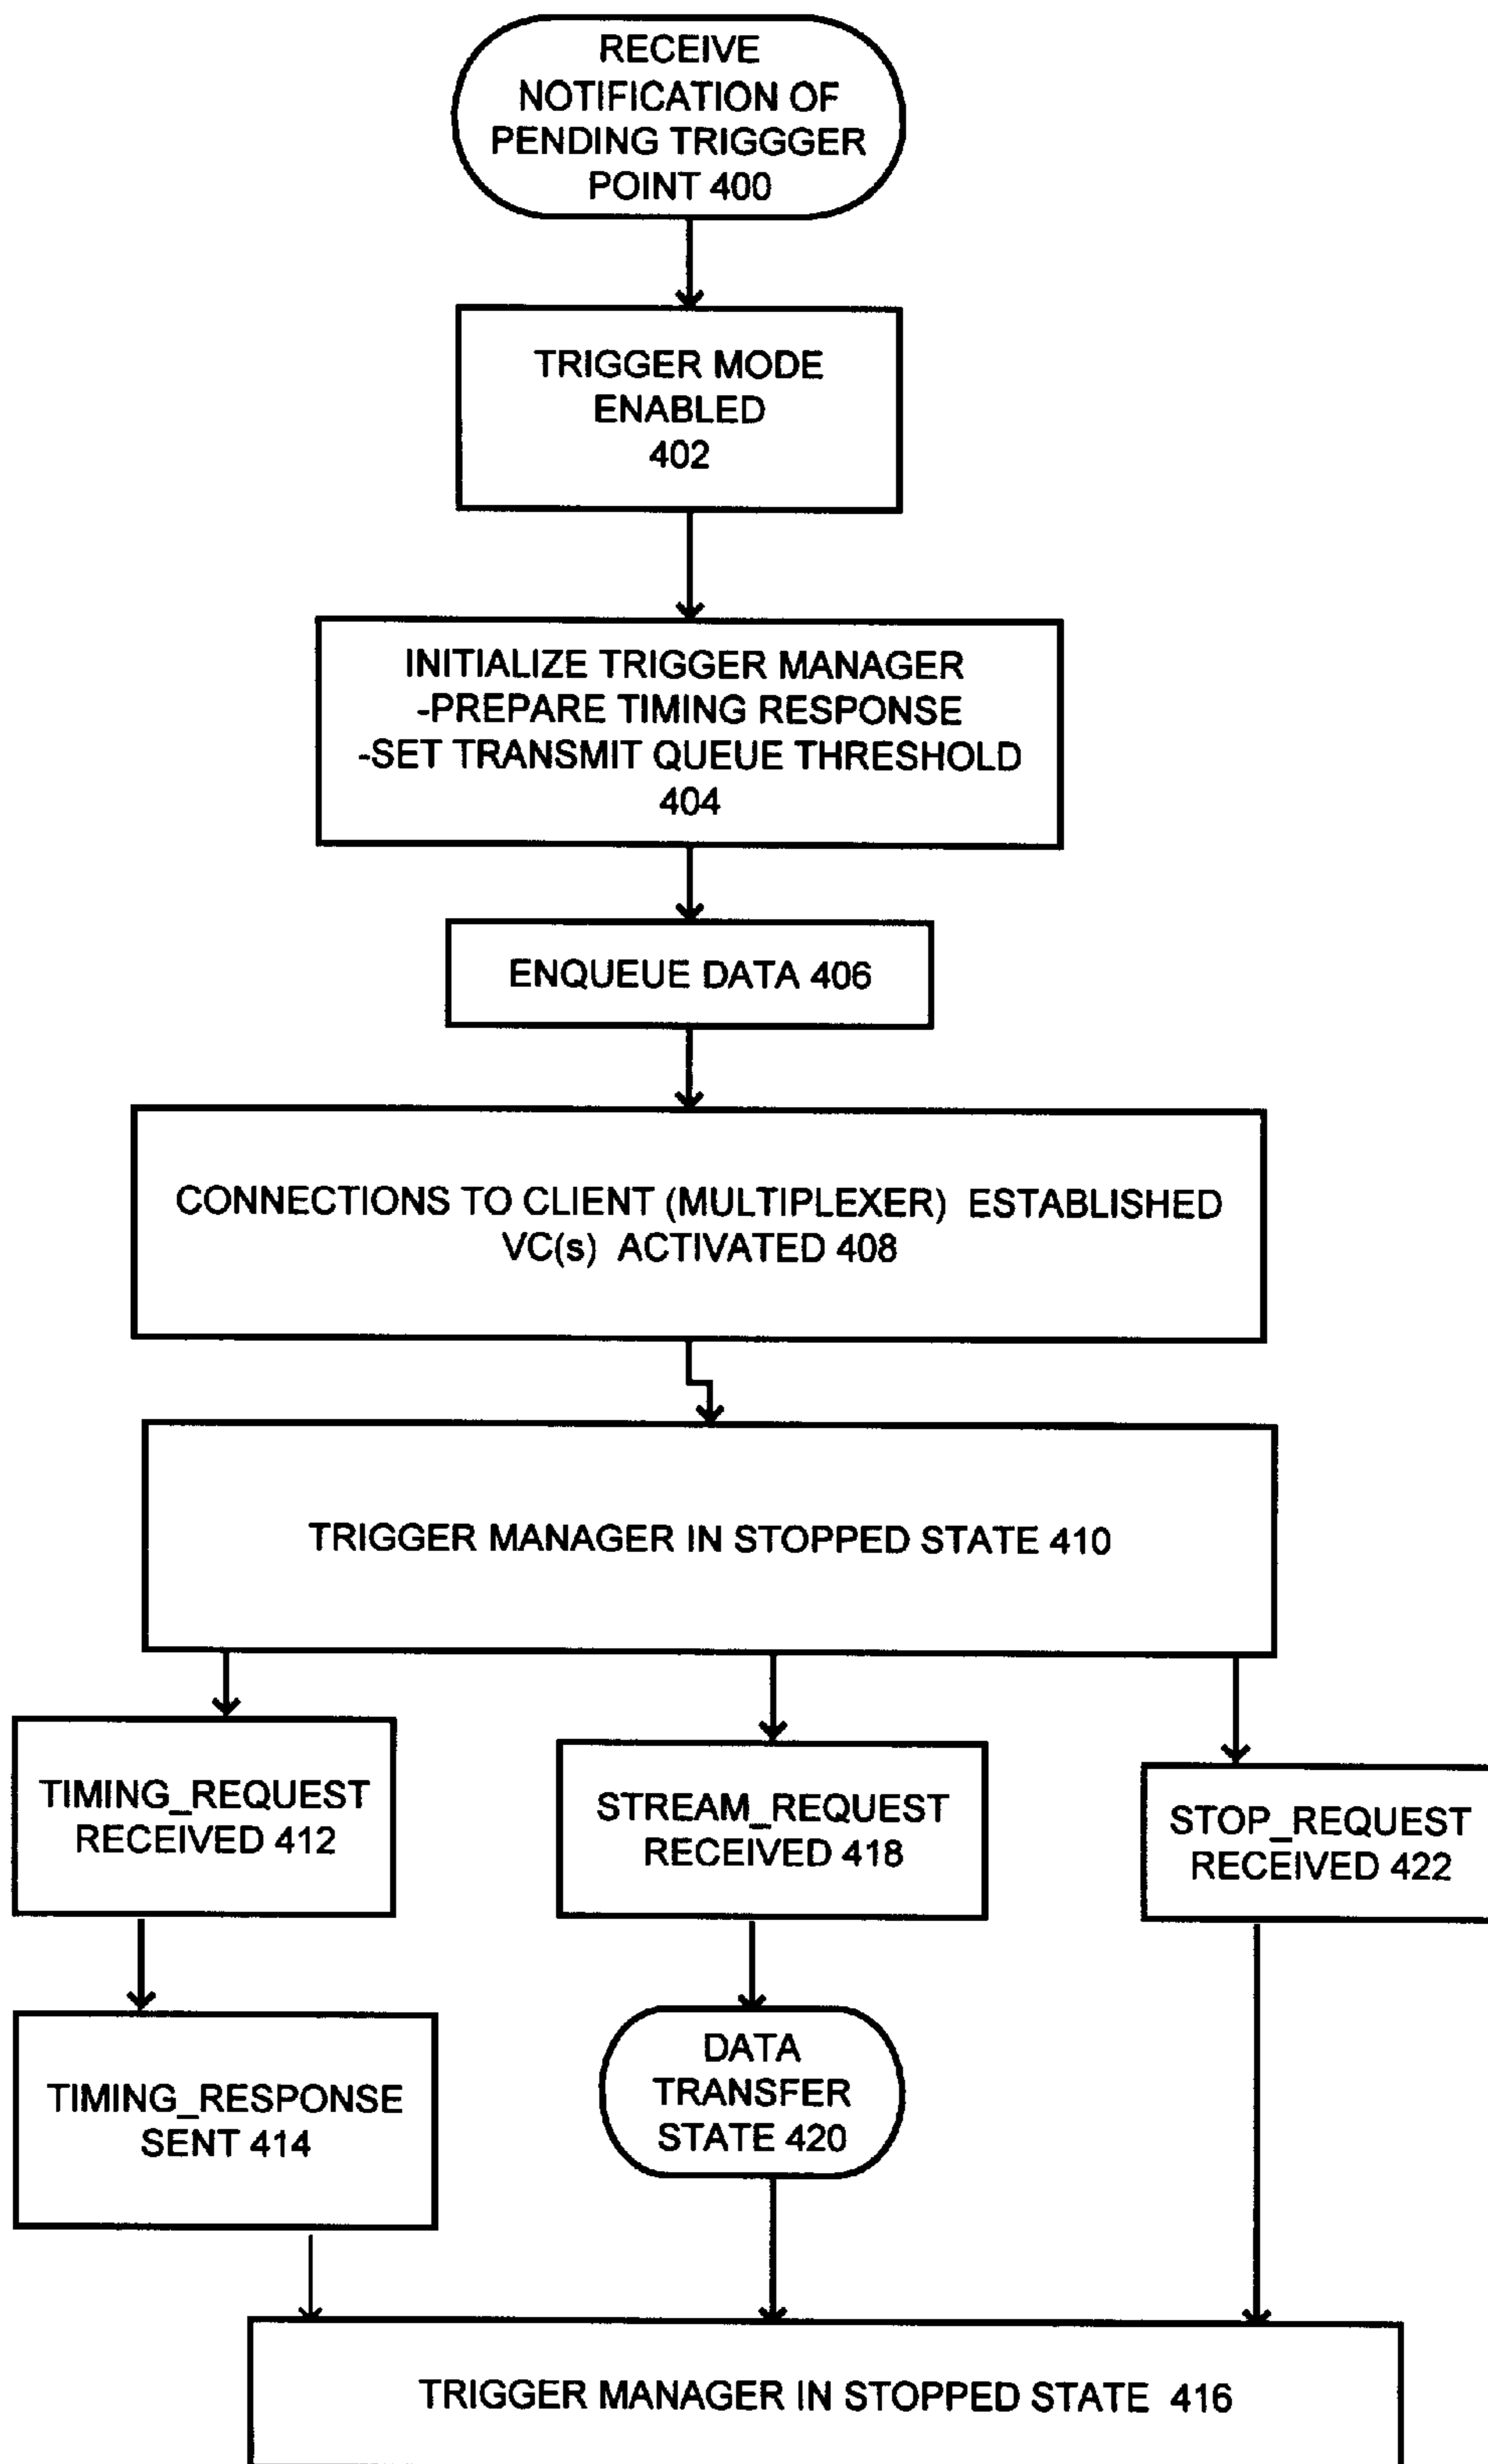 RECEIVE
NOTIFICATION OF
PENDING TRIGGGER
POINT 400
TRIGGER MODE
ENABLED
402
INITIALIZE TRIGGER MANAGER
-PREPARE TIMING RESPONSE
-SET TRANSMIT QUEUE THRESHOLD
404
ENQUEUE DATA 406
CONNECTIONS TO CLIENT (MULTIPLEXER) ESTABLISHED
VC(s) ACTIVATED 408
TRIGGER MANAGER IN STOPPED STATE 410
TIMING_REQUEST
RECEIVED 412
STREAM_REQUEST
RECEIVED 418
STOP_REQUEST
RECEIVED 422
TIMING_RESPONSE
SENT 414
DATA
TRANSFER
STATE 420
TRIGGER MANAGER IN STOPPED STATE 416